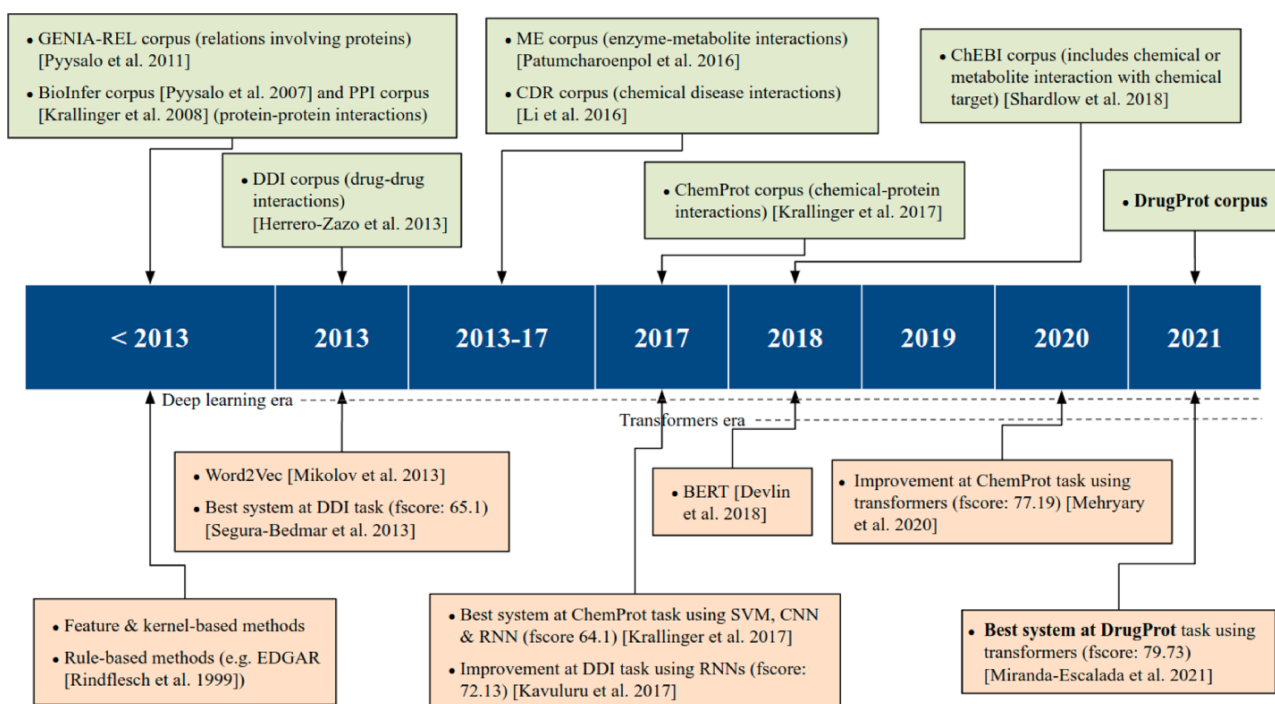 • GENIA-REL corpus (relations involving proteins)
[Pyysalo et al. 2011]
• BioInfer corpus [Pyysalo et al. 2007] and PPI corpus
[Krallinger et al. 2008] (protein-protein interactions)
• ME corpus (enzyme-metabolite interactions)
[Patumcharoenpol et al. 2016]
• CDR corpus (chemical disease interactions)
[Li et al. 2016]
• ChEBI corpus (includes chemical or
metabolite interaction with chemical
target) [Shardlow et al. 2018]
• DDI corpus (drug-drug
interactions)
[Herrero-Zazo et al. 2013]
• ChemProt corpus (chemical-protein
interactions) [Krallinger et al. 2017]
• DrugProt corpus
< 2013
2013
2013-17
2017
2018
2019
2020
2021
Deep learning era
Transformers era
• Word2Vec [Mikolov et al. 2013]
• Best system at DDI task (fscore: 65.1)
[Segura-Bedmar et al. 2013]
• BERT [Devlin
et al. 2018]
• Improvement at ChemProt task using
transformers (fscore: 77.19) [Mehryary
et al. 2020]
• Feature & kernel-based methods
• Rule-based methods (e.g. EDGAR
[Rindflesch et al. 1999])
• Best system at ChemProt task using SVM, CNN
& RNN (fscore 64.1) [Krallinger et al. 2017]
• Improvement at DDI task using RNNs (fscore:
72.13) [Kavuluru et al. 2017]
• Best system at DrugProt task using
transformers (fscore: 79.73)
[Miranda-Escalada et al. 2021]